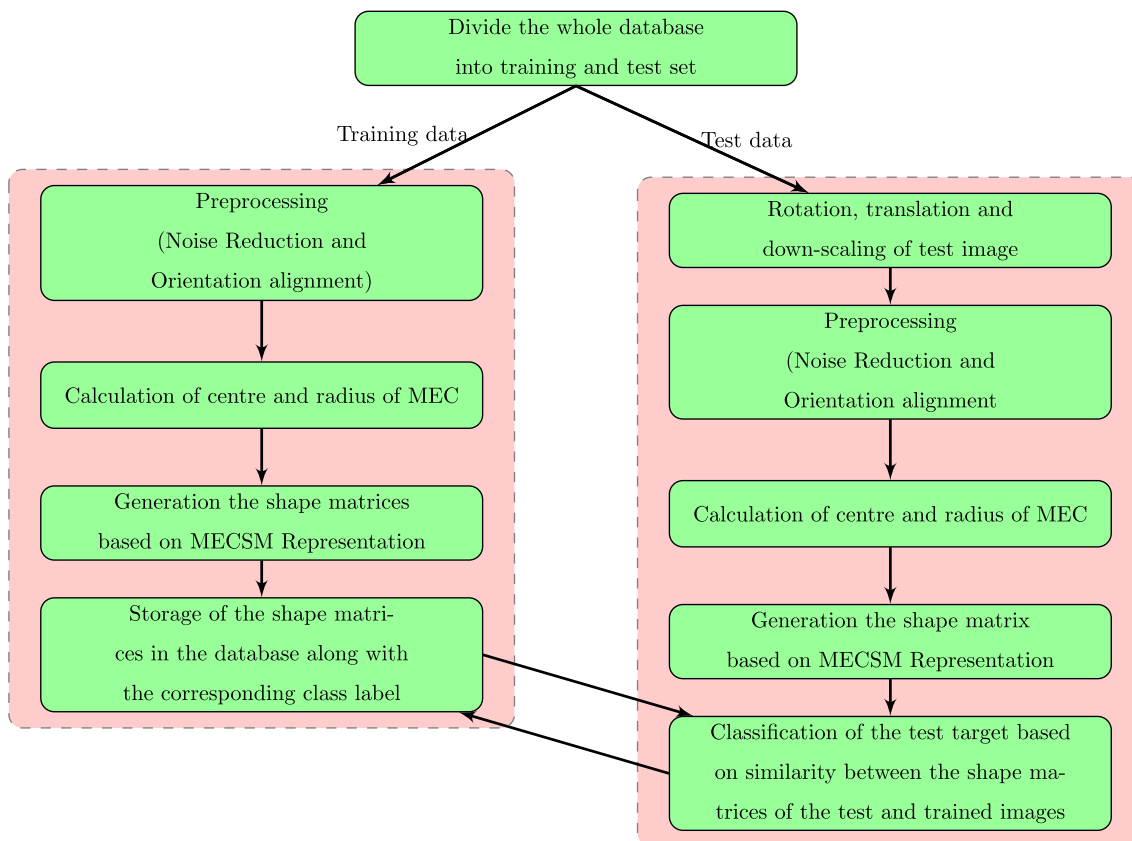 Divide the whole database
into training and test set
Training data
Test data
Preprocessing
(Noise Reduction and
Orientation alignment)
Calculation of centre and radius of MEC
Generation the shape matrices
based on MECSM Representation
Storage of the shape matri-
ces in the database along with
the corresponding class label
Rotation, translation and
down-scaling of test image
Preprocessing
(Noise Reduction and
Orientation alignment
Calculation of centre and radius of MEC
Generation the shape matrix
based on MECSM Representation
Classification of the test target based
on similarity between the shape ma-
trices of the test and trained images